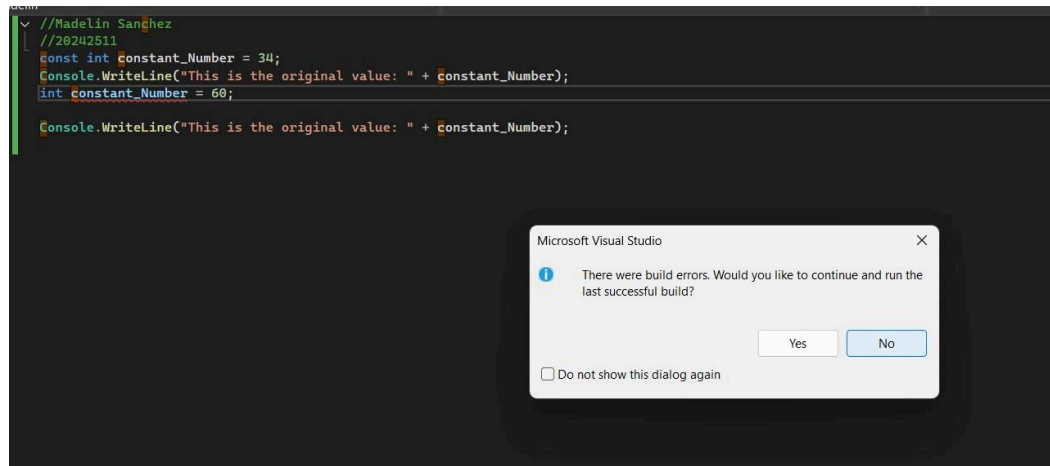 //Madelin Sanchez
//20242511
const int constant_Number = 34;
Console.WriteLine("This is the original value: " + constant_Number);
int constant_Number = 60;
Console.WriteLine("This is the original value: " + constant_Number);
Microsoft Visual Studio
There were build errors. Would you like to continue and run the
last successful build?
Yes No
Do not show this dialog again